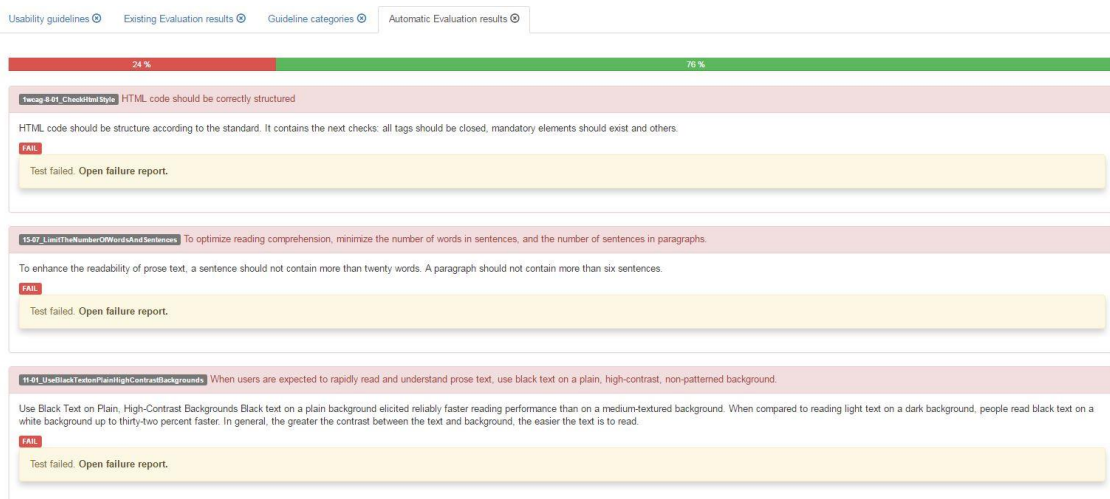 Usability guidelines Existing Evaluation results Guideline categories Automatic Evaluation results
24 % 76 %
1wcag-8-01_CheckHtmlStyle HTML code should be correctly structured
HTML code should be structure according to the standard. It contains the next checks: all tags should be closed, mandatory elements should exist and others.
FAIL
Test failed. Open failure report.
15-07_LimitTheNumberOfWordsAndSentences To optimize reading comprehension, minimize the number of words in sentences, and the number of sentences in paragraphs.
To enhance the readability of prose text, a sentence should not contain more than twenty words. A paragraph should not contain more than six sentences.
FAIL
Test failed. Open failure report.
11-01_UseBlackTextonPlainHighContrastBackgrounds When users are expected to rapidly read and understand prose text, use black text on a plain, high-contrast, non-patterned background.
Use Black Text on Plain, High-Contrast Backgrounds Black text on a plain background elicited reliably faster reading performance than on a medium-textured background. When compared to reading light text on a dark background, people read black text on a
white background up to thirty-two percent faster. In general, the greater the contrast between the text and background, the easier the text is to read.
FAIL
Test failed. Open failure report.